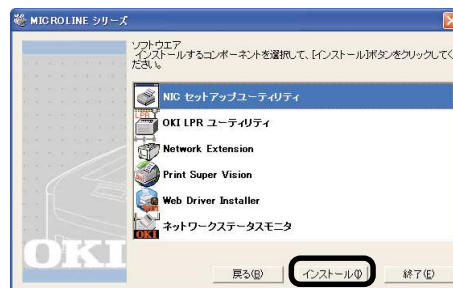 MICROLINE シリーズ
ソフトウエア
インストールするコンポーネントを選択して、[インストール]ボタンをクリックしてく
ださい。
NIC セットアップユーティリティ
OKI LPR ユーティリティ
Network Extension
Print Super Vision
Web Driver Installer
ネットワークステータスモニタ
OKI
戻る(B)
インストール(I)
終了(E)